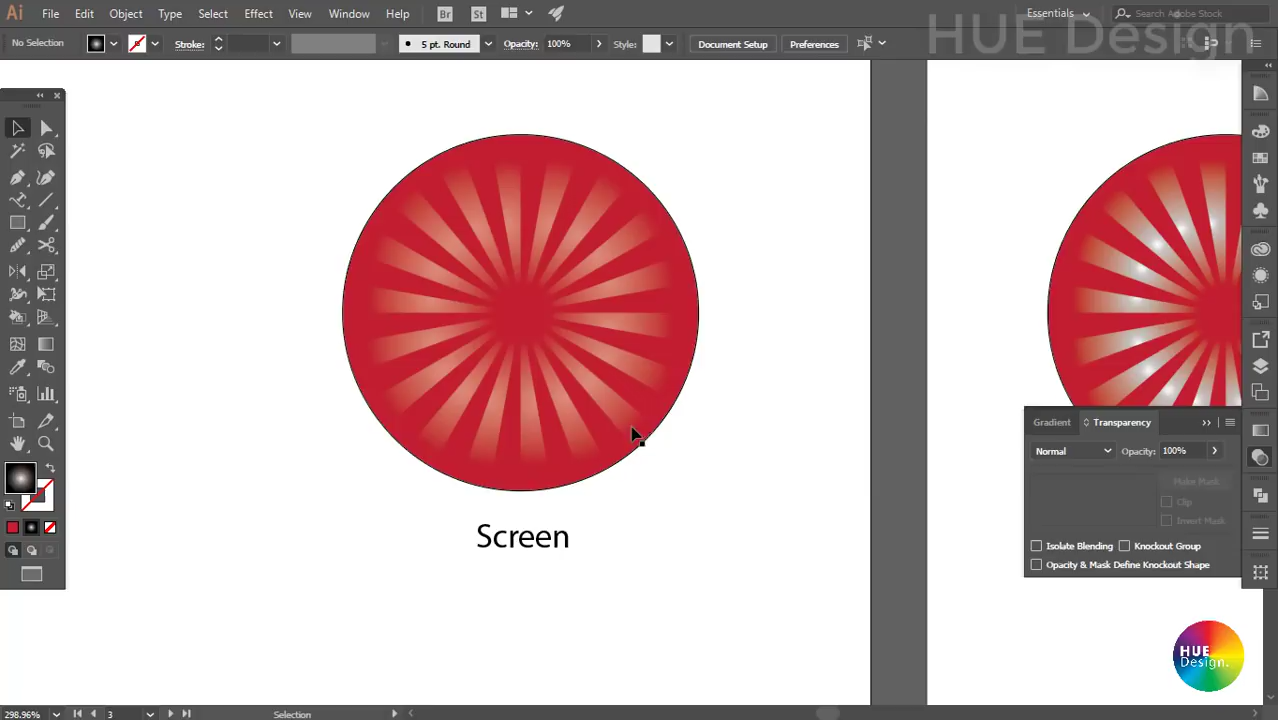 Ai File Edit Object Type Select Effect View Window Help Br St Essentials Search Adobe Stock
HUE Design
No Selection Stroke: 5 pt. Round Opacity: 100% Style: Document Setup Preferences
Screen
Gradient Transparency
Normal Opacity: 100%
Make Mask
Clip
Invert Mask
Isolate Blending Knockout Group
Opacity & Mask Define Knockout Shape
HUE
Design.
298.96% 3 Selection